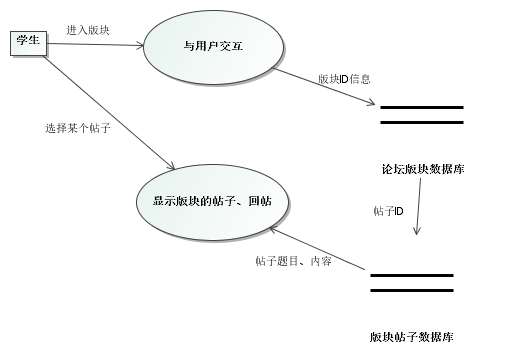 学生
进入版块
与用户交互
版块ID信息
选择某个帖子
论坛版块数据库
显示版块的帖子、回帖
帖子ID
帖子题目、内容
版块帖子数据库